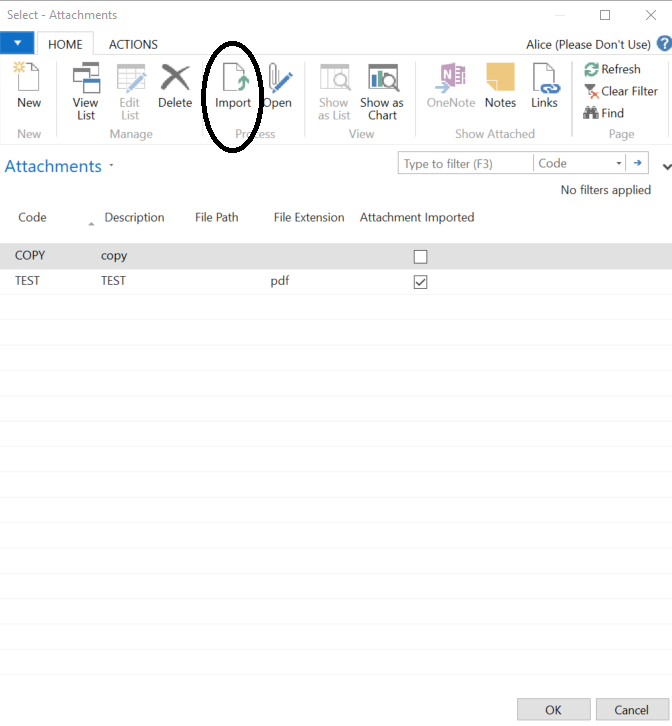 Select - Attachments
HOME ACTIONS Alice (Please Don't Use) ?
New View List Edit List Delete Import Open Show as List Show as Chart OneNote Notes Links Refresh Clear Filter Find
New Manage Process View Show Attached Page
Attachments Type to filter (F3) Code
No filters applied
Code Description File Path File Extension Attachment Imported
COPY copy
TEST TEST pdf
OK Cancel